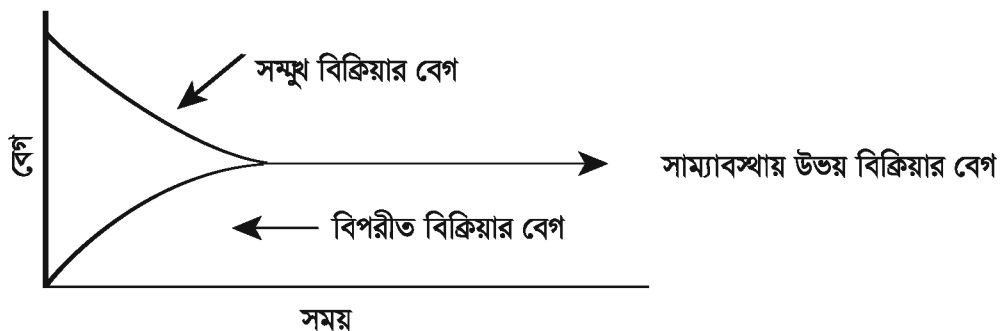 সম্মুখ বিক্রিয়ার বেগ
বেগ
সাম্যাবস্থায় উভয় বিক্রিয়ার বেগ
বিপরীত বিক্রিয়ার বেগ
সময়